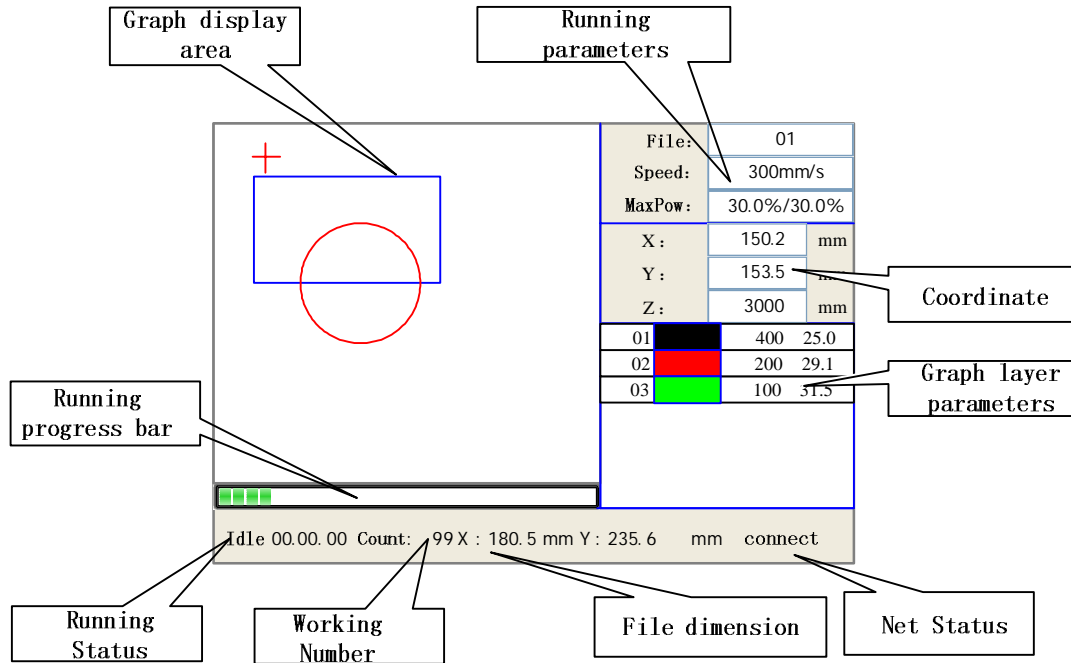 Graph display
area
Running
parameters
File: 01
Speed: 300mm/s
MaxPow: 30.0%/30.0%
X: 150.2 mm
Y: 153.5 mm
Z: 3000 mm
Coordinate
01 400 25.0
02 200 29.1
03 100 31.5
Graph layer
parameters
Running
progress bar
Idle 00.00.00 Count: 99 X : 180.5 mm Y : 235.6 mm connect
Running
Status
Working
Number
File dimension
Net Status